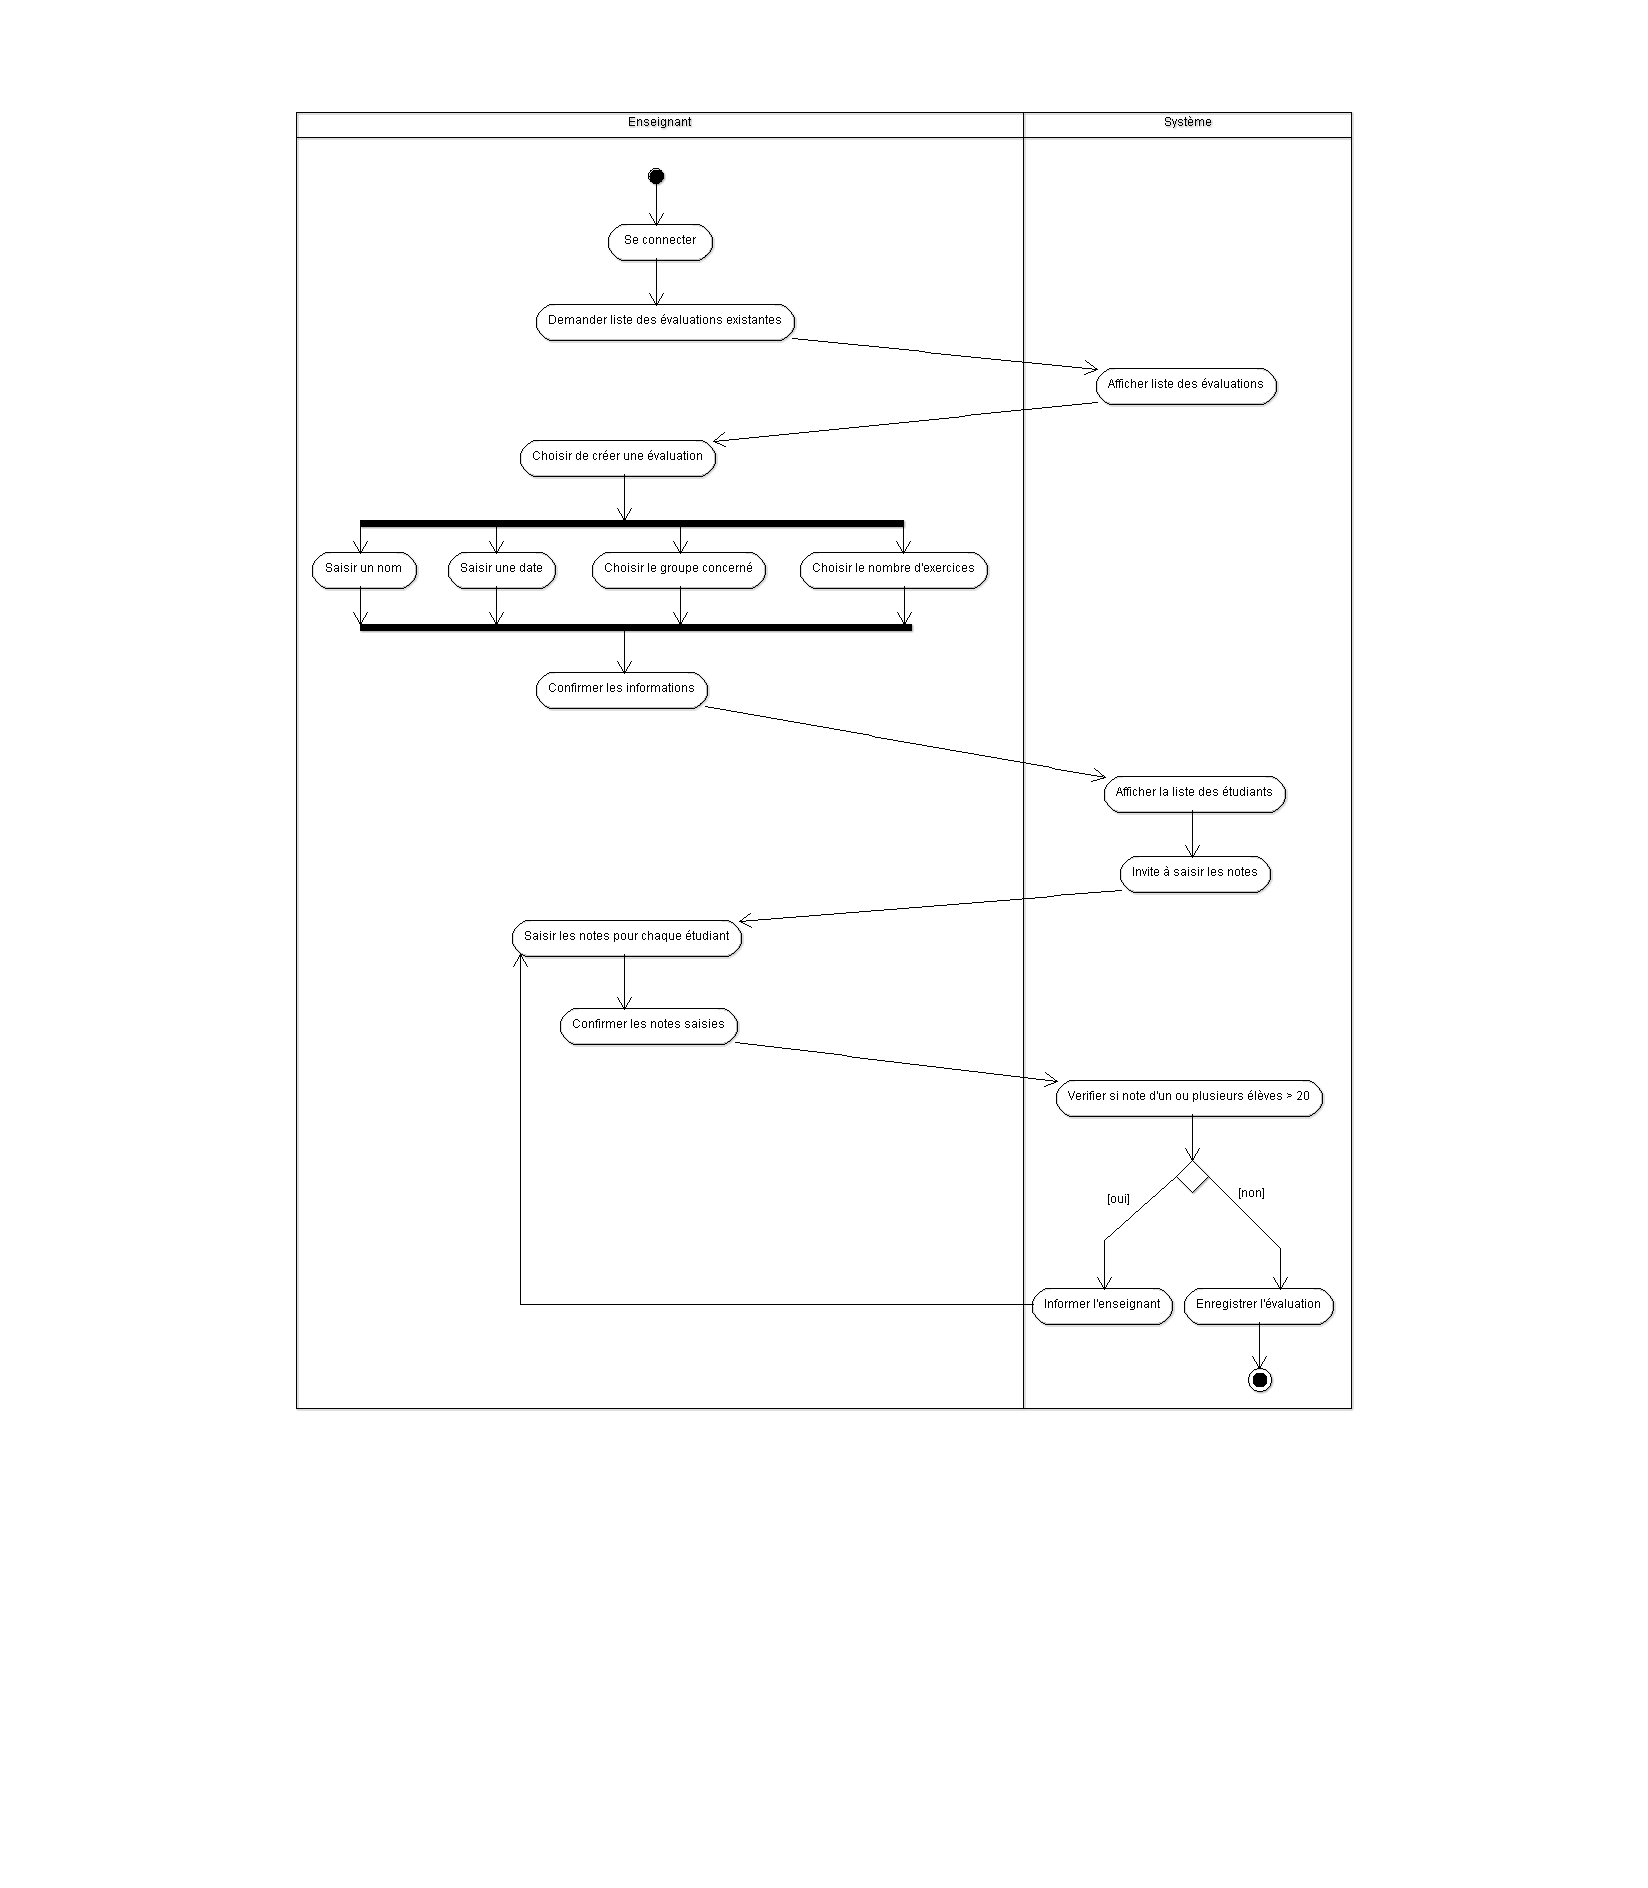 Enseignant
Système
Se connecter
Demander liste des évaluations existantes
Afficher liste des évaluations
Choisir de créer une évaluation
Saisir un nom
Saisir une date
Choisir le groupe concerné
Choisir le nombre d'exercices
Confirmer les informations
Afficher la liste des étudiants
Invite à saisir les notes
Saisir les notes pour chaque étudiant
Confirmer les notes saisies
Verifier si note d'un ou plusieurs élèves > 20
[oui]
[non]
Informer l'enseignant
Enregistrer l'évaluation